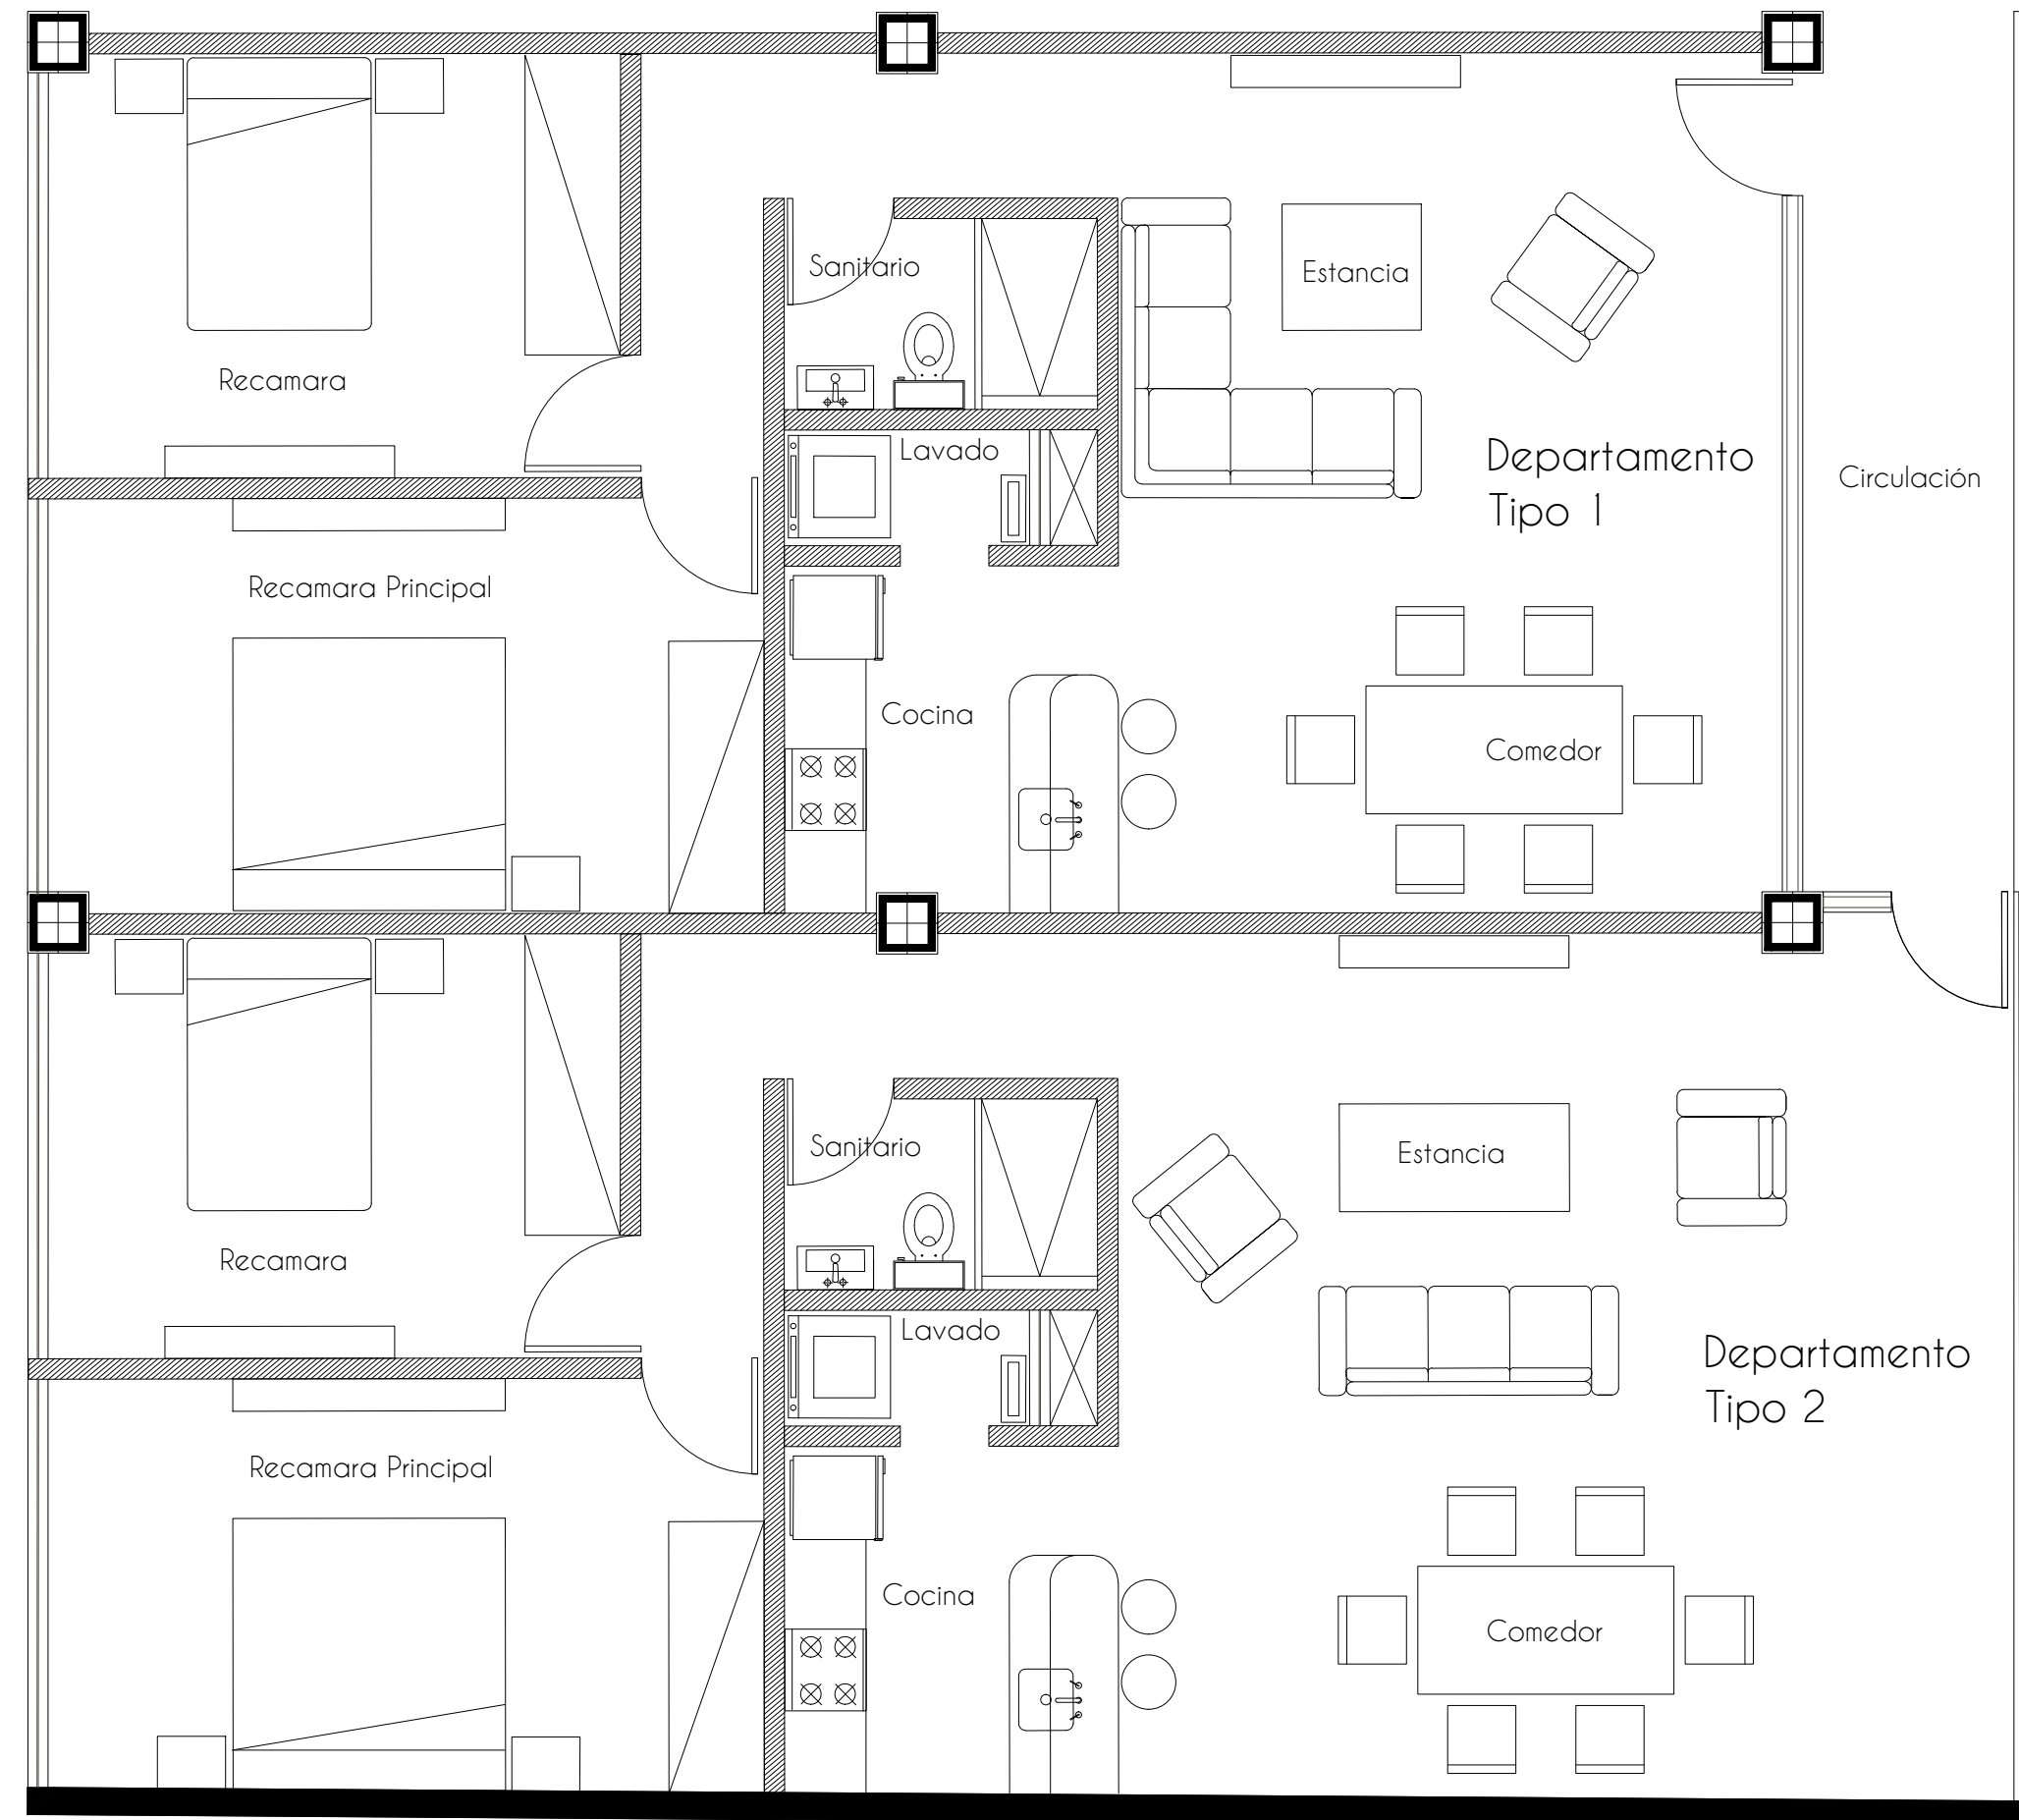 Sanitario
Estancia
Recamara
Lavado
Departamento
Tipo 1
Circulación
Recamara Principal
Cocina
Comedor
Sanitario
Estancia
Recamara
Lavado
Departamento
Tipo 2
Recamara Principal
Cocina
Comedor